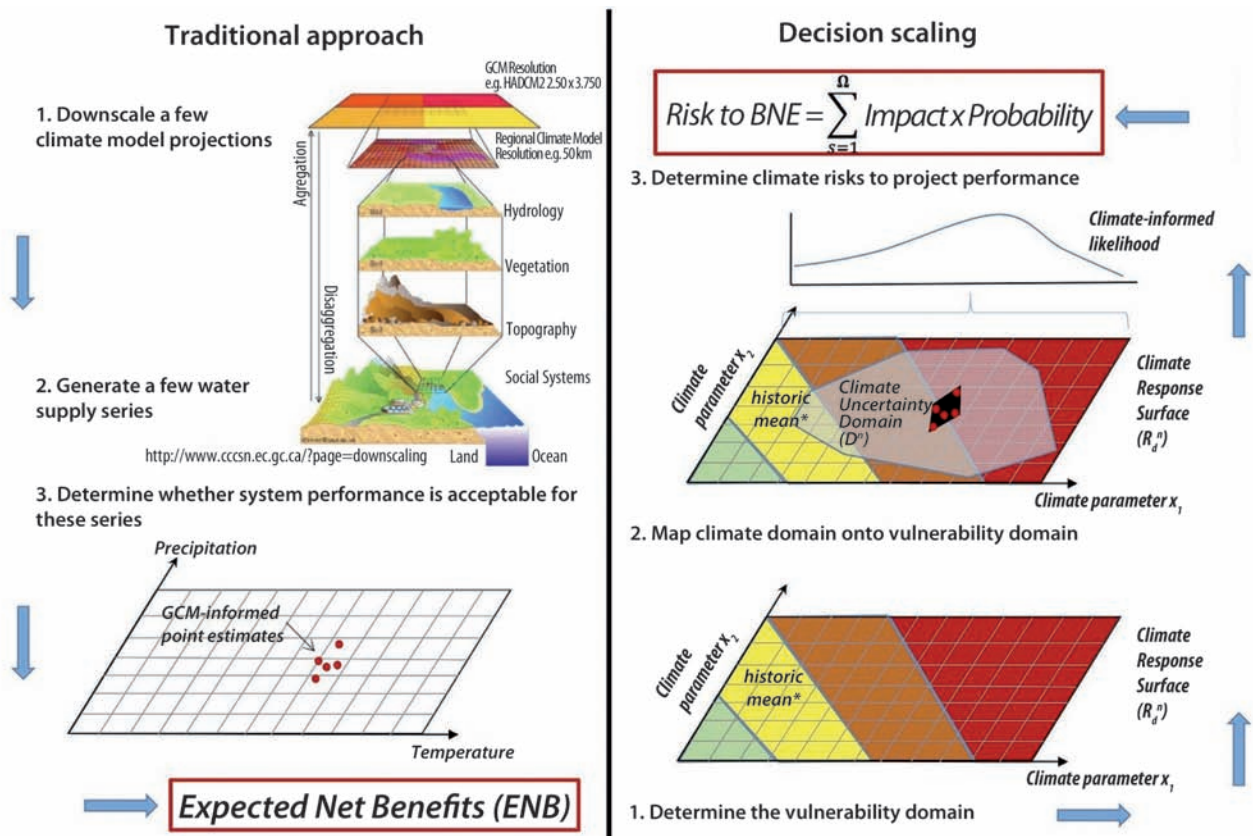 Traditional approach
GCM Resolution
e.g. HADCM2 2.50 x 3.750
1. Downscale a few
climate model projections
Regional Climate Model
Resolution e.g. 50 km
Agregation
Hydrology
Vegetation
Disaggregation
Topography
2. Generate a few water
supply series
Social Systems
http://www.cccsn.ec.gc.ca/?page=downscaling
Land
Ocean
3. Determine whether system performance is acceptable for
these series
Precipitation
GCM-informed
point estimates
Temperature
Expected Net Benefits (ENB)
Decision scaling
Risk to BNE = Ω ∑ s=1 Impact x Probability
3. Determine climate risks to project performance
Climate-informed
likelihood
Climate
parameter x₂
historic
mean*
Climate
Uncertainty
Domain
(Dⁿ)
Climate
Response
Surface
(R_dⁿ)
Climate parameter x₁
2. Map climate domain onto vulnerability domain
Climate
parameter x₂
historic
mean*
Climate
Response
Surface
(R_dⁿ)
Climate parameter x₁
1. Determine the vulnerability domain